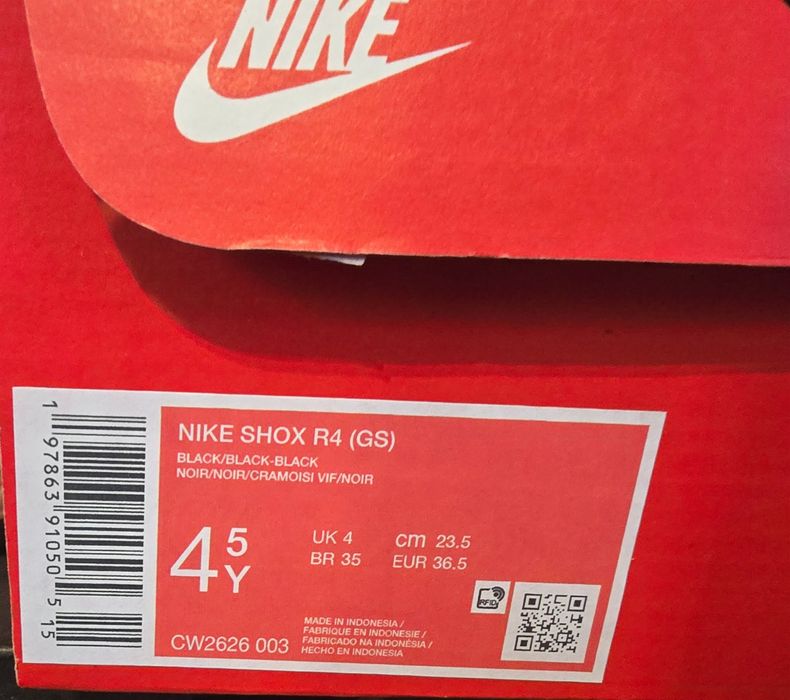 NIKE
NIKE SHOX R4 (GS)
BLACK/BLACK-BLACK
NOIR/NOIR/CRAMOISI VIF/NOIR
4 5 Y
UK 4 cm 23.5
BR 35 EUR 36.5
RFID
CW2626 003
MADE IN INDONESIA /
FABRIQUE EN INDONESIE /
FABRICADO NA INDONÉSIA /
HECHO EN INDONESIA
1 97863 91050 5 15